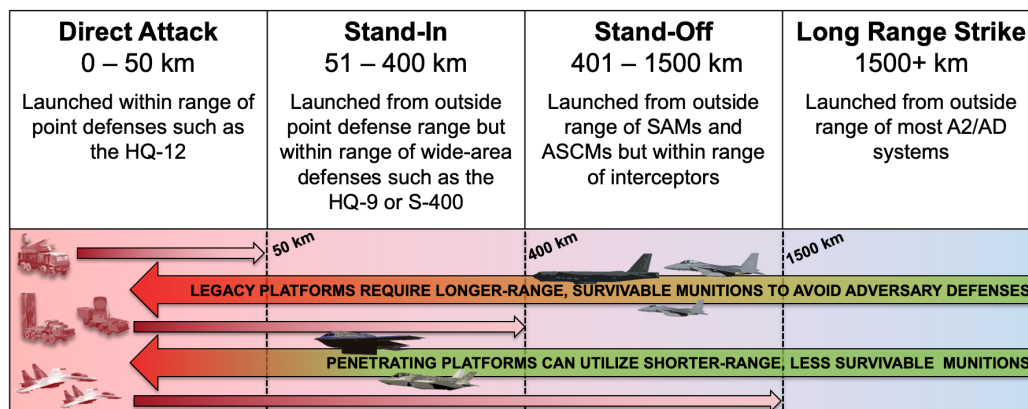 Direct Attack
0 – 50 km
Launched within range of
point defenses such as
the HQ-12
Stand-In
51 – 400 km
Launched from outside
point defense range but
within range of wide-area
defenses such as the
HQ-9 or S-400
Stand-Off
401 – 1500 km
Launched from outside
range of SAMs and
ASCMs but within range
of interceptors
Long Range Strike
1500+ km
Launched from outside
range of most A2/AD
systems
50 km
400 km
1500 km
LEGACY PLATFORMS REQUIRE LONGER-RANGE, SURVIVABLE MUNITIONS TO AVOID ADVERSARY DEFENSES
PENETRATING PLATFORMS CAN UTILIZE SHORTER-RANGE, LESS SURVIVABLE MUNITIONS